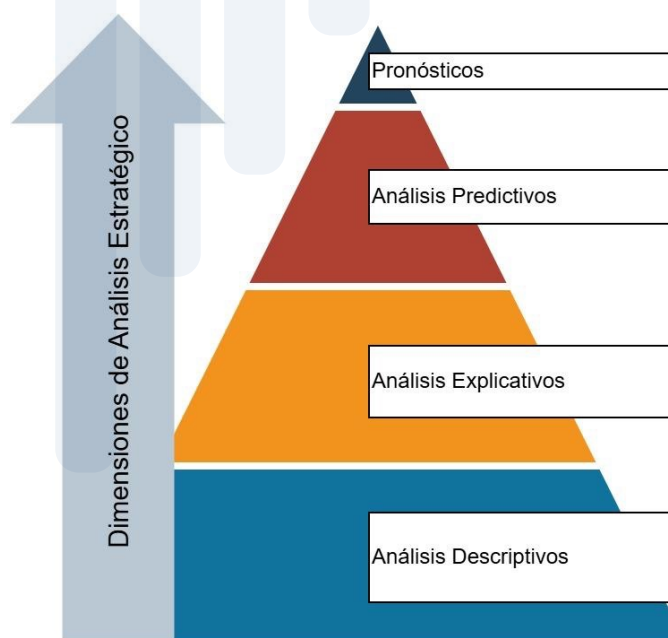 Dimensiones de Análisis Estratégico
Pronósticos
Análisis Predictivos
Análisis Explicativos
Análisis Descriptivos